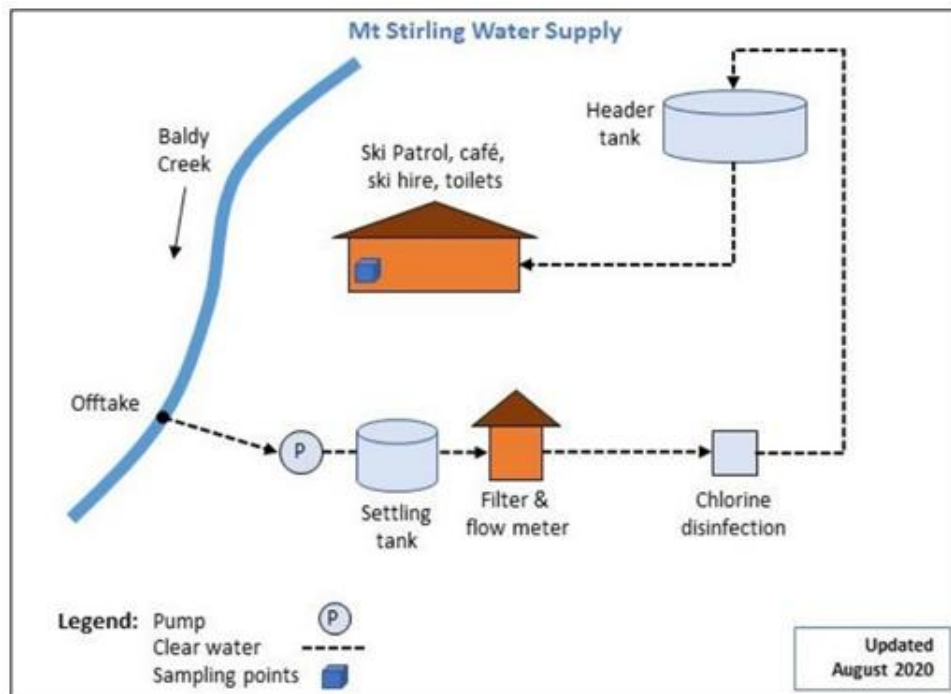 Mt Stirling Water Supply
Baldy
Creek
Ski Patrol, café,
ski hire, toilets
Header
tank
Offtake
P
Settling
tank
Filter &
flow meter
Chlorine
disinfection
Legend: Pump P
Clear water
Sampling points
Updated
August 2020